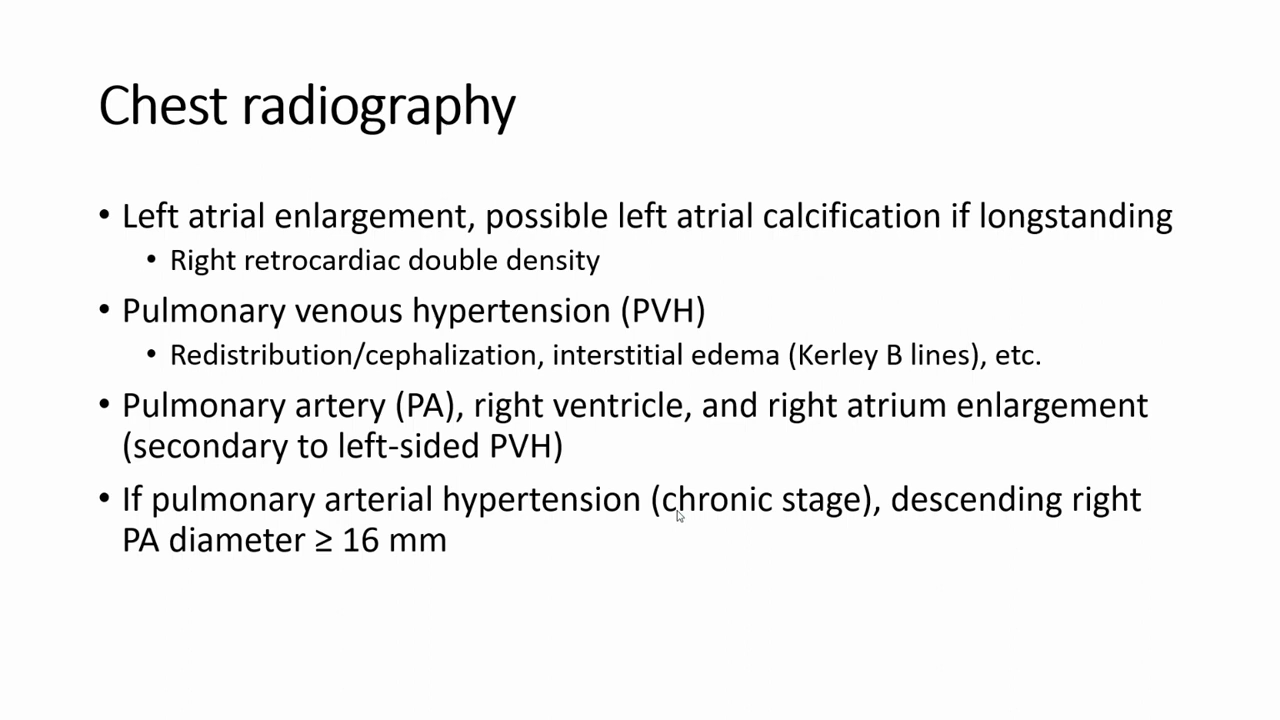 Chest radiography
• Left atrial enlargement, possible left atrial calcification if longstanding
• Right retrocardiac double density
• Pulmonary venous hypertension (PVH)
• Redistribution/cephalization, interstitial edema (Kerley B lines), etc.
• Pulmonary artery (PA), right ventricle, and right atrium enlargement
(secondary to left-sided PVH)
• If pulmonary arterial hypertension (chronic stage), descending right
PA diameter ≥ 16 mm